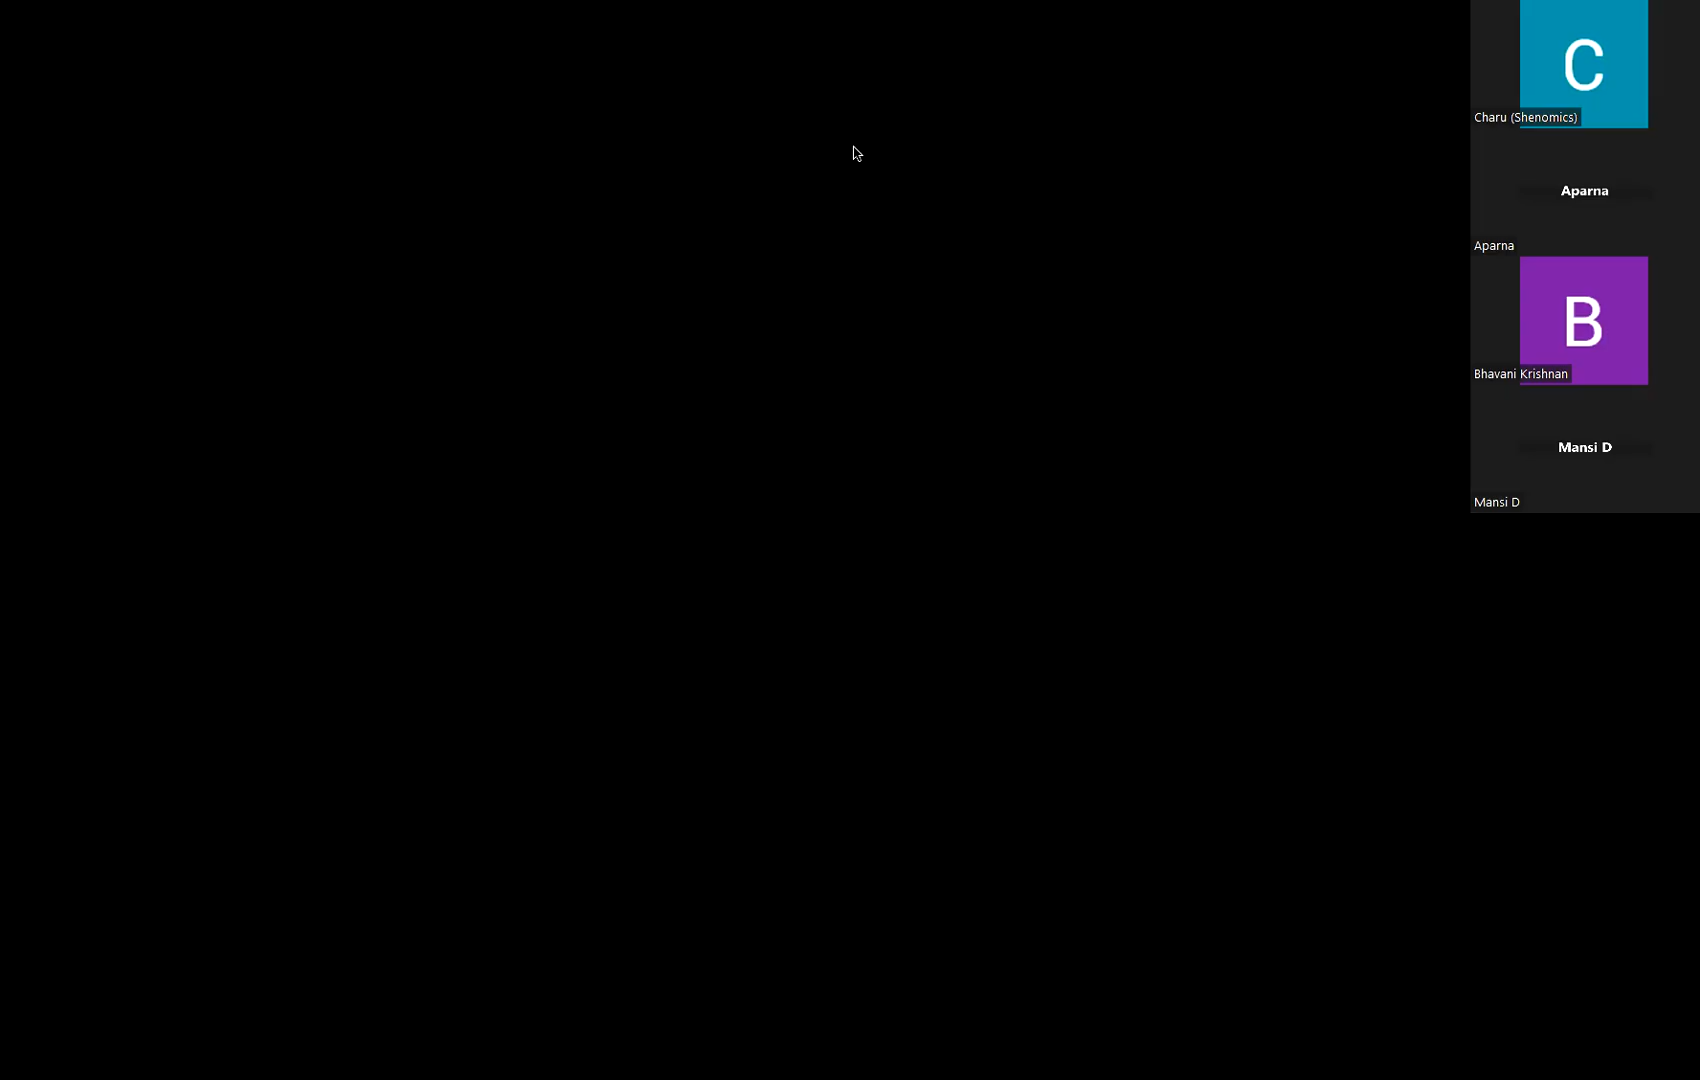 C
Charu (Shenomics)
Aparna
Aparna
B
Bhavani Krishnan
Mansi D
Mansi D